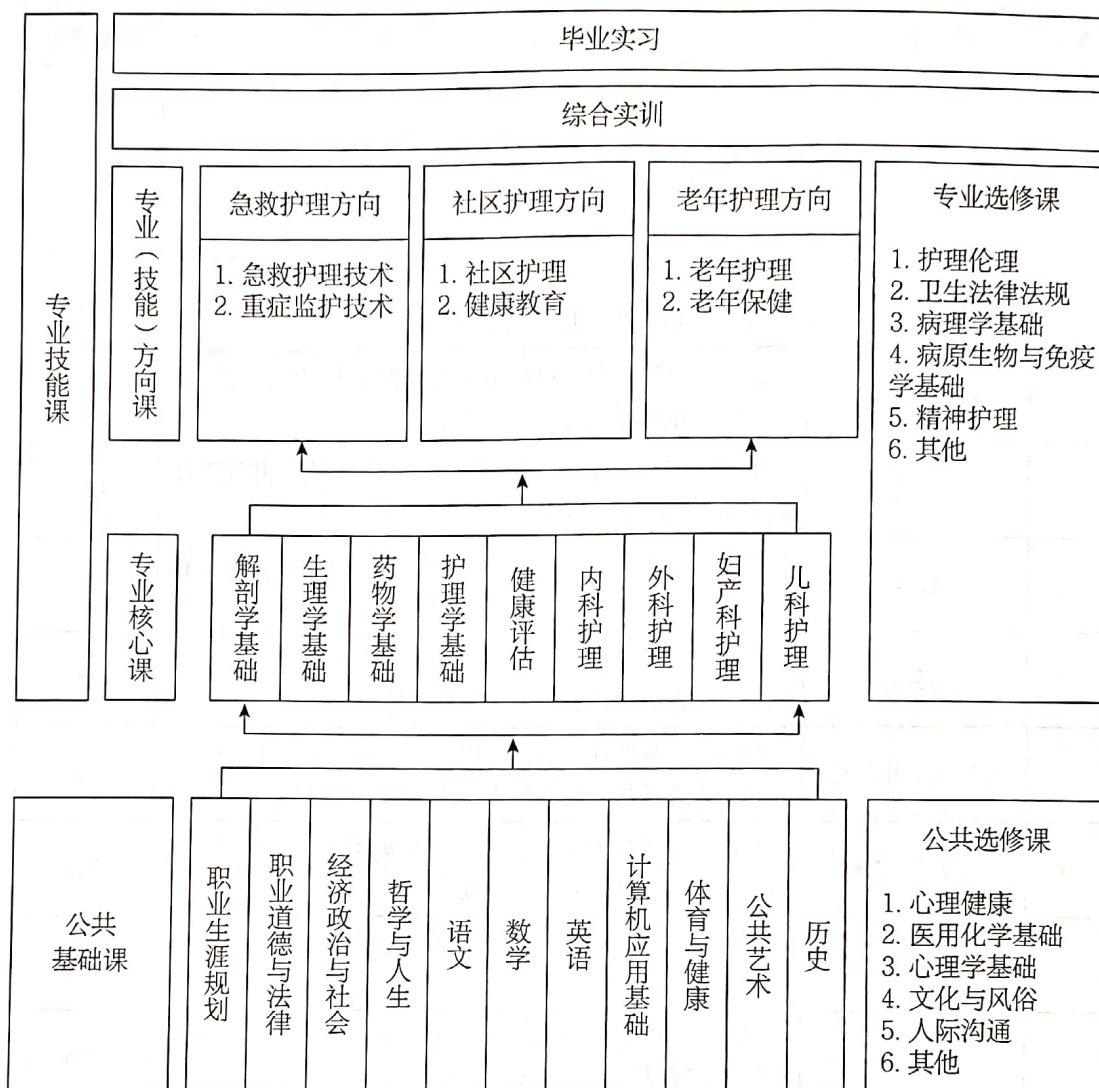 毕业实习
综合实训
专业技能课
专业（技能）方向课
急救护理方向
1. 急救护理技术
2. 重症监护技术
社区护理方向
1. 社区护理
2. 健康教育
老年护理方向
1. 老年护理
2. 老年保健
专业选修课
1. 护理伦理
2. 卫生法律法规
3. 病理学基础
4. 病原生物与免疫
学基础
5. 精神护理
6. 其他
专业核心课
解剖学基础
生理学基础
药物学基础
护理学基础
健康评估
内科护理
外科护理
妇产科护理
儿科护理
公共
基础课
职业生涯规划
职业道德与法律
经济政治与社会
哲学与人生
语文
数学
英语
计算机应用基础
体育与健康
公共艺术
历史
公共选修课
1. 心理健康
2. 医用化学基础
3. 心理学基础
4. 文化与风俗
5. 人际沟通
6. 其他